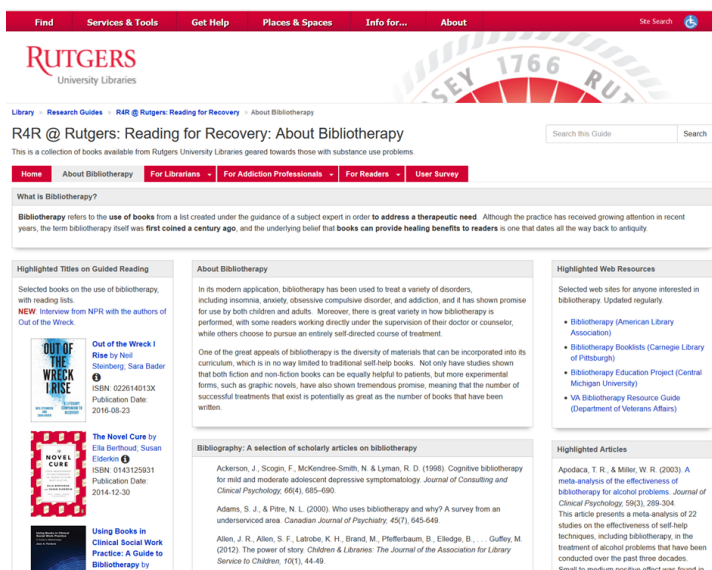 Find Services & Tools Get Help Places & Spaces Info for... About Site Search
RUTGERS
University Libraries
SEY 1766 RUT
Library > Research Guides > R4R @ Rutgers: Reading for Recovery > About Bibliotherapy
R4R @ Rutgers: Reading for Recovery: About Bibliotherapy
Search this Guide Search
This is a collection of books available from Rutgers University Libraries geared towards those with substance use problems.
Home About Bibliotherapy For Librarians For Addiction Professionals For Readers User Survey
What is Bibliotherapy?
Bibliotherapy refers to the use of books from a list created under the guidance of a subject expert in order to address a therapeutic need. Although the practice has received growing attention in recent
years, the term bibliotherapy itself was first coined a century ago, and the underlying belief that books can provide healing benefits to readers is one that dates all the way back to antiquity.
Highlighted Titles on Guided Reading
Selected books on the use of bibliotherapy,
with reading lists.
NEW: Interview from NPR with the authors of
Out of the Wreck.
OUT OF
THE
WRECK
I RISE
Out of the Wreck I
Rise by Neil
Steinberg; Sara Bader
ISBN: 022614013X
Publication Date:
2016-08-23
THE
NOVEL
CURE
The Novel Cure by
Ella Berthoud; Susan
Elderkin
ISBN: 0143125931
Publication Date:
2014-12-30
Using Books in Clinical
Social Work Practice
Using Books in
Clinical Social Work
Practice: A Guide to
Bibliotherapy by
About Bibliotherapy
In its modern application, bibliotherapy has been used to treat a variety of disorders,
including insomnia, anxiety, obsessive compulsive disorder, and addiction, and it has shown promise
for use by both children and adults. Moreover, there is great variety in how bibliotherapy is
performed, with some readers working directly under the supervision of their doctor or counselor,
while others choose to pursue an entirely self-directed course of treatment.
One of the great appeals of bibliotherapy is the diversity of materials that can be incorporated into its
curriculum, which is in no way limited to traditional self-help books. Not only have studies shown
that both fiction and non-fiction books can be equally helpful to patients, but more experimental
forms, such as graphic novels, have also shown tremendous promise, meaning that the number of
successful treatments that exist is potentially as great as the number of books that have been
written.
Bibliography: A selection of scholarly articles on bibliotherapy
Ackerson, J., Scogin, F., McKendree-Smith, N. & Lyman, R. D. (1998). Cognitive bibliotherapy
for mild and moderate adolescent depressive symptomatology. Journal of Consulting and
Clinical Psychology, 66(4), 685–690.
Adams, S. J., & Pitre, N. L. (2000). Who uses bibliotherapy and why? A survey from an
underserviced area. Canadian Journal of Psychiatry, 45(7), 645-649.
Allen, J. R., Allen, S. F., Latrobe, K. H., Brand, M., Pfefferbaum, B., Elledge, B., . . . Guffey, M.
(2012). The power of story. Children & Libraries: The Journal of the Association for Library
Service to Children, 10(1), 44-49.
Highlighted Web Resources
Selected web sites for anyone interested in
bibliotherapy. Updated regularly.
Bibliotherapy (American Library
Association)
Bibliotherapy Booklists (Carnegie Library
of Pittsburgh)
Bibliotherapy Education Project (Central
Michigan University)
VA Bibliotherapy Resource Guide
(Department of Veterans Affairs)
Highlighted Articles
Apodaca, T. R., & Miller, W. R. (2003). A
meta-analysis of the effectiveness of
bibliotherapy for alcohol problems. Journal of
Clinical Psychology, 59(3), 289-304.
This article presents a meta-analysis of 22
studies on the effectiveness of self-help
techniques, including bibliotherapy, in the
treatment of alcohol problems that have been
conducted over the past three decades.
Small to medium positive effect was found in